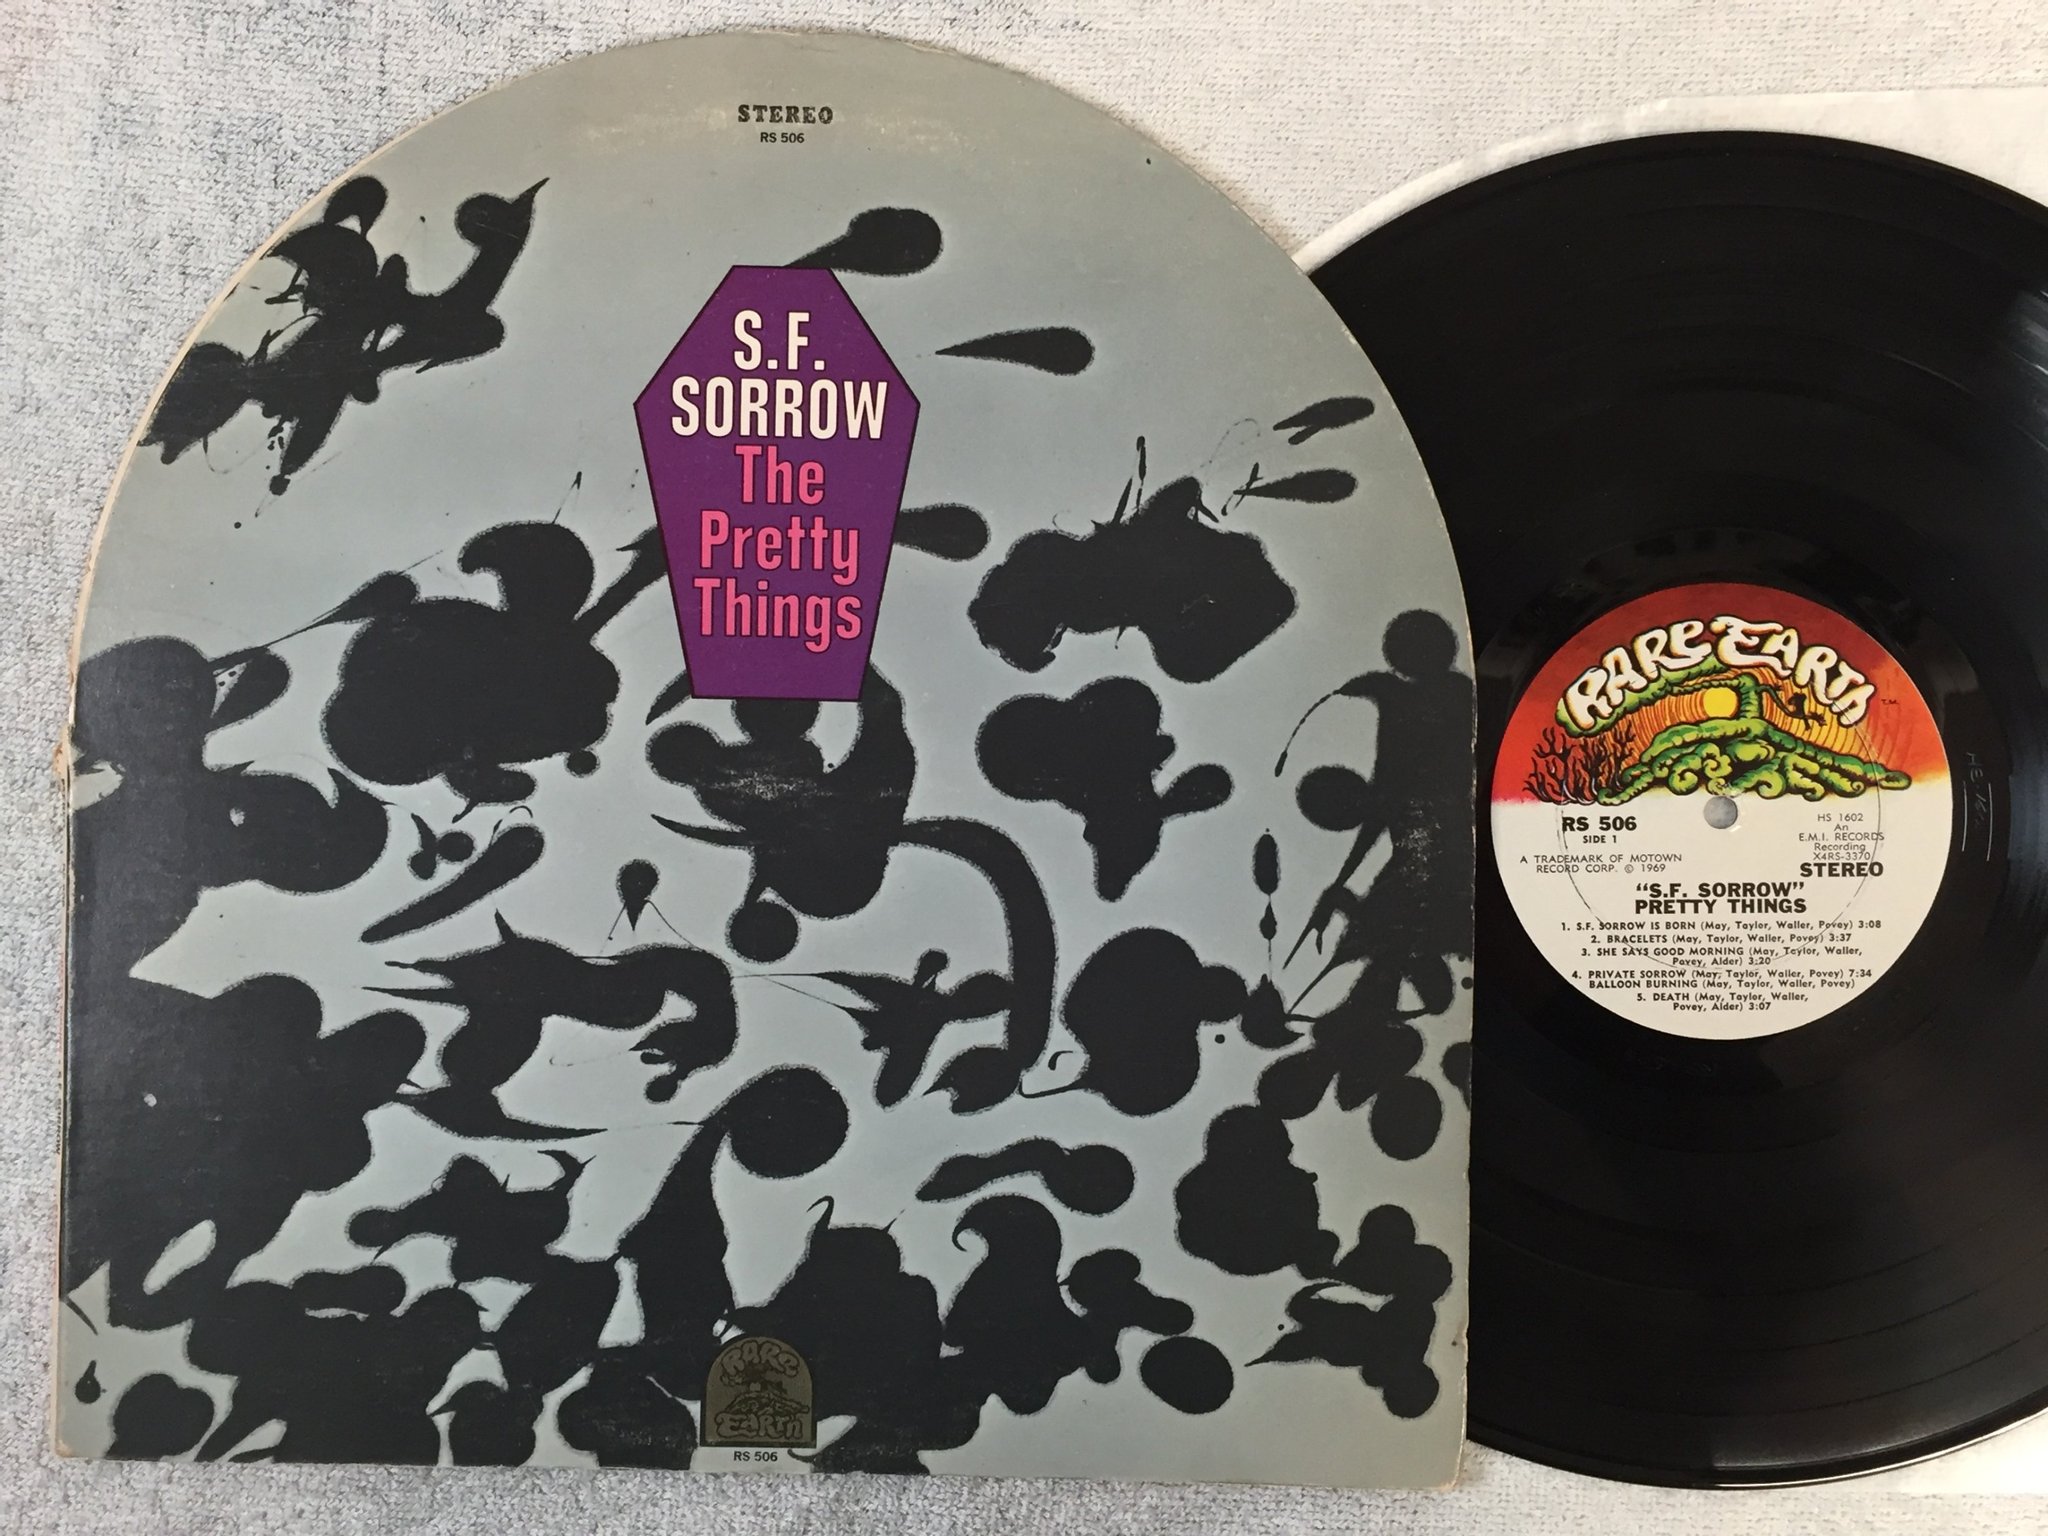 STEREO
RS 506
S.F.
SORROW
The
Pretty
Things
RARE
EARTH
RS 506
RARE EARTH
T.M.
RS 506
SIDE 1
A TRADEMARK OF MOTOWN
RECORD CORP. © 1969
HS 1602
An
E.M.I. RECORDS
Recording
X4RS-3370
STEREO
"S.F. SORROW"
PRETTY THINGS
1. S.F. SORROW IS BORN (May, Taylor, Waller, Povey) 3:08
2. BRACELETS (May, Taylor, Waller, Povey) 3:37
3. SHE SAYS GOOD MORNING (May, Taylor, Waller,
Povey, Alder) 3:20
4. PRIVATE SORROW (May, Taylor, Waller, Povey) 7:34
BALLOON BURNING (May, Taylor, Waller, Povey)
5. DEATH (May, Taylor, Waller,
Povey, Alder) 3:07